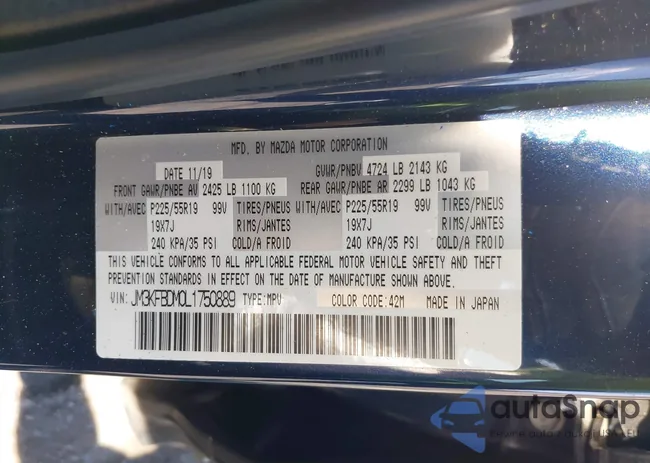 MFD. BY MAZDA MOTOR CORPORATION
DATE 11/19 GVWR/PNBV 4724 LB 2143 KG
FRONT GAWR/PNBE AV 2425 LB 1100 KG REAR GAWR/PNBE AR 2299 LB 1043 KG
WITH/AVEC P225/55R19 99V TIRES/PNEUS WITH/AVEC P225/55R19 99V TIRES/PNEUS
19X7J RIMS/JANTES 19X7J RIMS/JANTES
240 KPA/35 PSI COLD/A FROID 240 KPA/35 PSI COLD/A FROID
THIS VEHICLE CONFORMS TO ALL APPLICABLE FEDERAL MOTOR VEHICLE SAFETY AND THEFT
PREVENTION STANDARDS IN EFFECT ON THE DATE OF MANUFACTURE SHOWN ABOVE.
VIN: JM3KFBDM0L1750889 TYPE:MPV COLOR CODE:42M MADE IN JAPAN
autaSnap